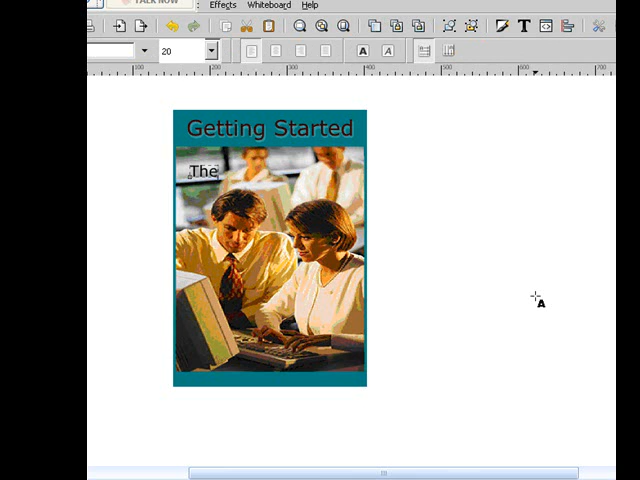 TALK NOW : Effects Whiteboard Help
T
20 A A
100 200 300 400 500 600 700
Getting Started
The
A